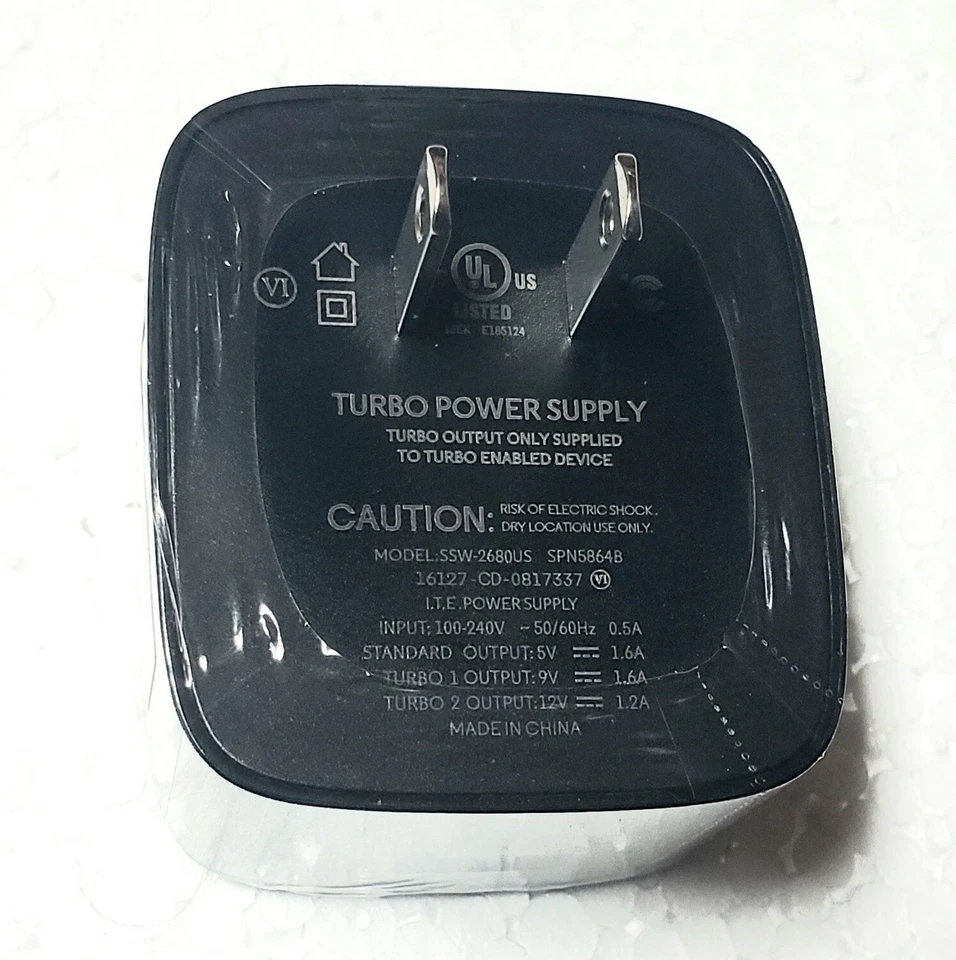 VI
UL US
LISTED
E185124
TURBO POWER SUPPLY
TURBO OUTPUT ONLY SUPPLIED
TO TURBO ENABLED DEVICE
CAUTION: RISK OF ELECTRIC SHOCK.
DRY LOCATION USE ONLY.
MODEL:SSW-2680US SPN5864B
16127-CD-0817337 VI
I.T.E. POWER SUPPLY
INPUT: 100-240V ~ 50/60Hz 0.5A
STANDARD OUTPUT: 5V ⎓ 1.6A
TURBO 1 OUTPUT: 9V ⎓ 1.6A
TURBO 2 OUTPUT: 12V ⎓ 1.2A
MADE IN CHINA